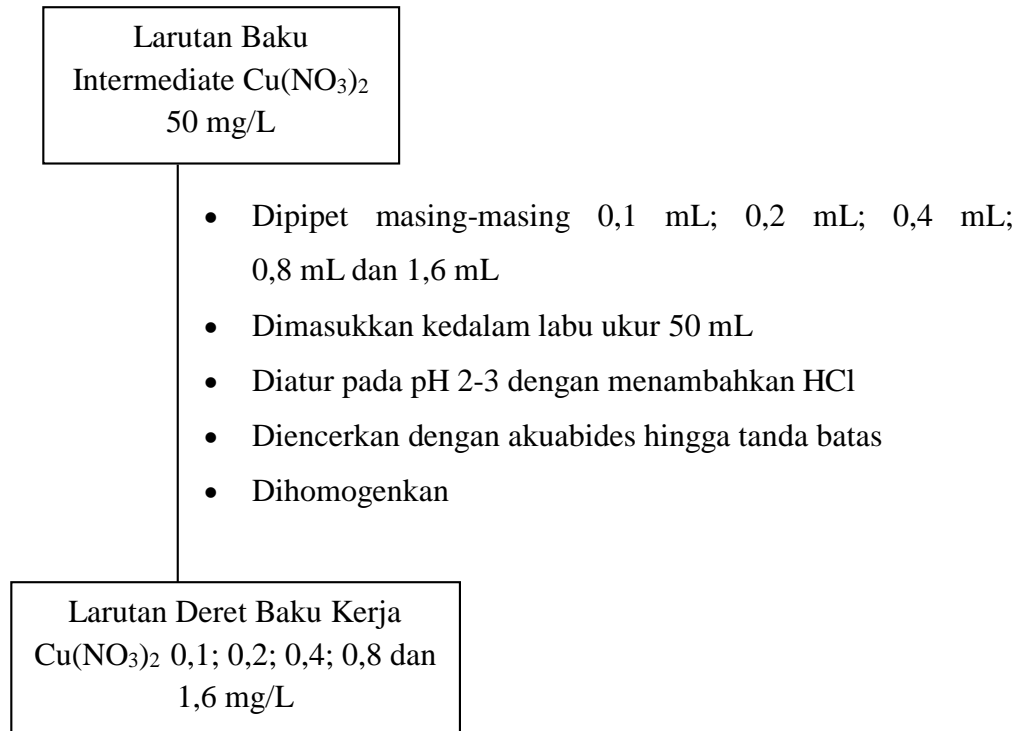 Larutan Baku
Intermediate Cu(NO₃)₂
50 mg/L
• Dipipet masing-masing 0,1 mL; 0,2 mL; 0,4 mL;
0,8 mL dan 1,6 mL
• Dimasukkan kedalam labu ukur 50 mL
• Diatur pada pH 2-3 dengan menambahkan HCl
• Diencerkan dengan akuabides hingga tanda batas
• Dihomogenkan
Larutan Deret Baku Kerja
Cu(NO₃)₂ 0,1; 0,2; 0,4; 0,8 dan
1,6 mg/L